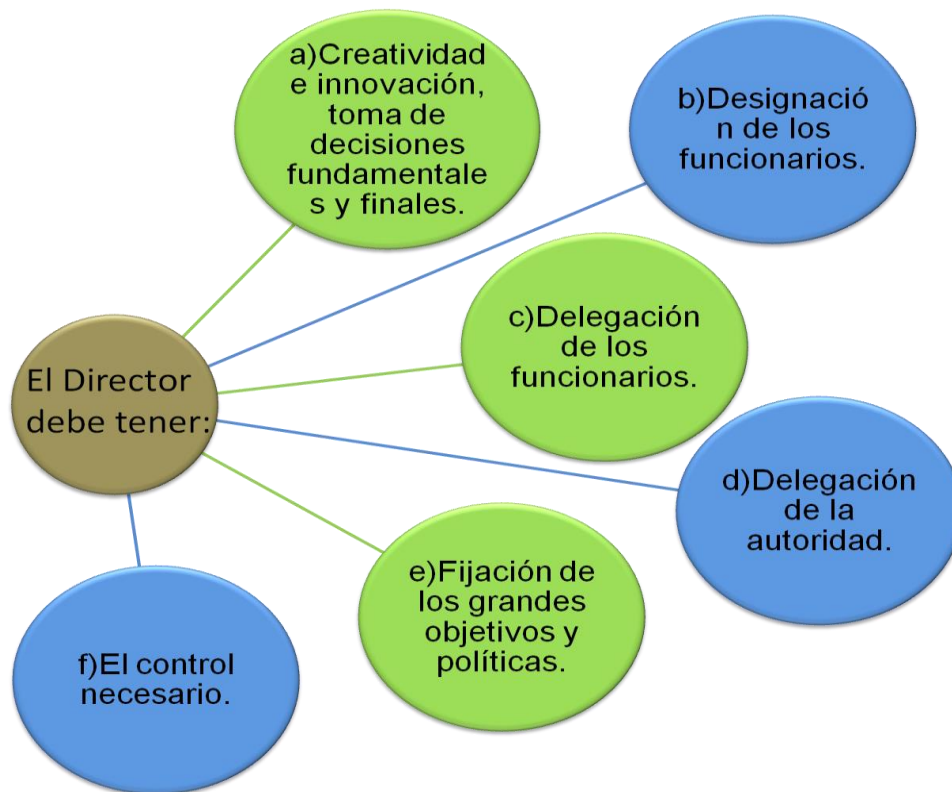 a)Creatividad
e innovación,
toma de
decisiones
fundamentale
s y finales.
b)Designació
n de los
funcionarios.
c)Delegación
de los
funcionarios.
El Director
debe tener:
d)Delegación
de la
autoridad.
e)Fijación de
los grandes
objetivos y
políticas.
f)El control
necesario.